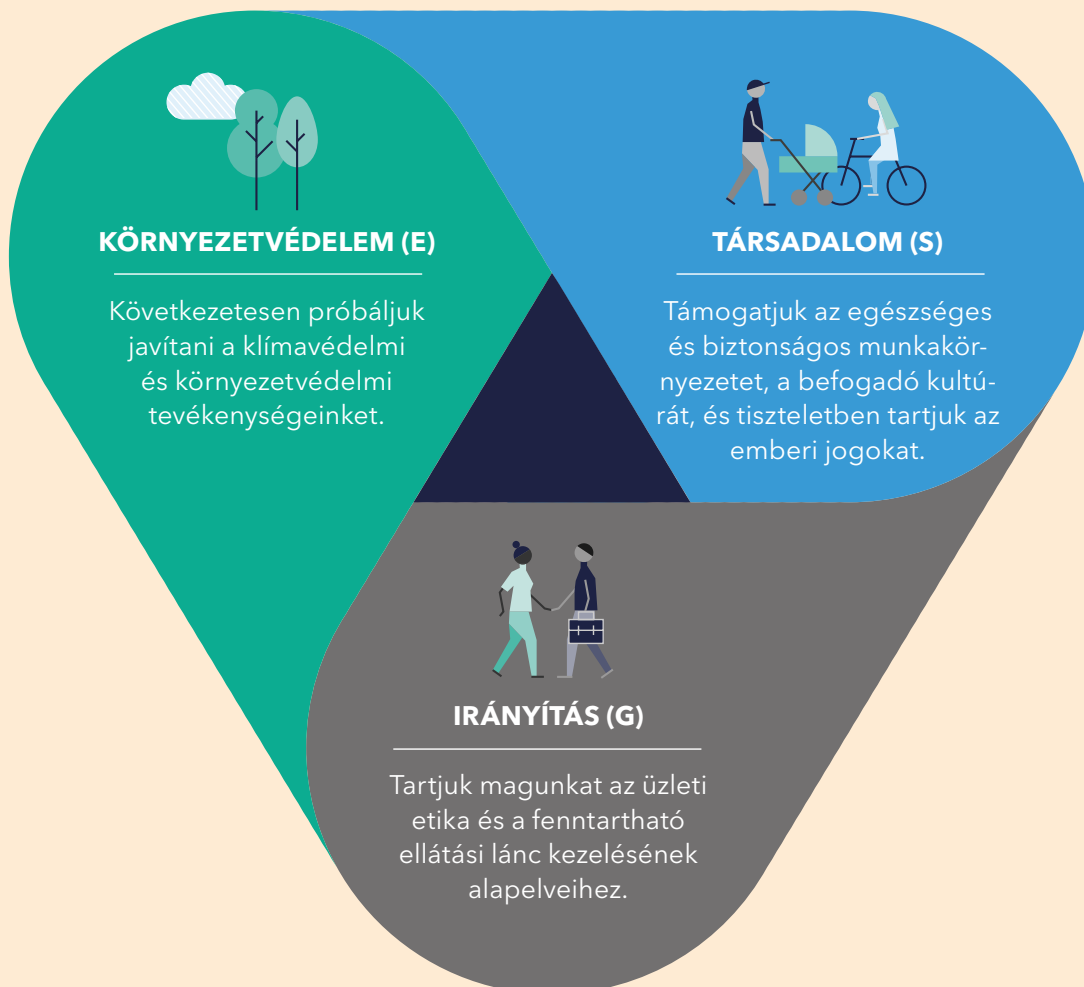 KÖRNYEZETVÉDELEM (E)
Következetesen próbáljuk
javítani a klímavédelmi
és környezetvédelmi
tevékenységeinket.
TÁRSADALOM (S)
Támogatjuk az egészséges
és biztonságos munkakör-
nyezetet, a befogadó kultú-
rát, és tiszteletben tartjuk az
emberi jogokat.
IRÁNYÍTÁS (G)
Tartjuk magunkat az üzleti
etika és a fenntartható
ellátási lánc kezelésének
alapelveihez.